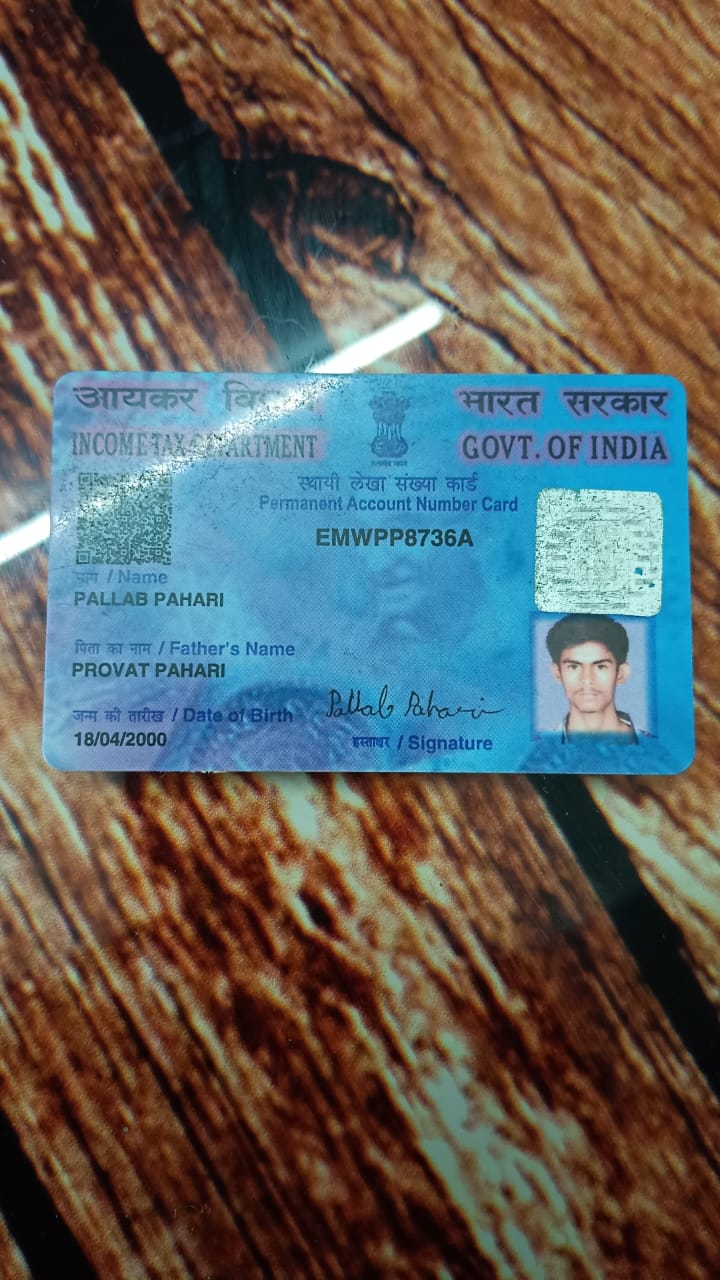 आयकर विभाग
INCOME TAX DEPARTMENT
भारत सरकार
GOVT. OF INDIA
स्थायी लेखा संख्या कार्ड
Permanent Account Number Card
EMWPP8736A
नाम / Name
PALLAB PAHARI
पिता का नाम / Father's Name
PROVAT PAHARI
जन्म की तारीख / Date of Birth
18/04/2000
Pallab Pahari
हस्ताक्षर / Signature